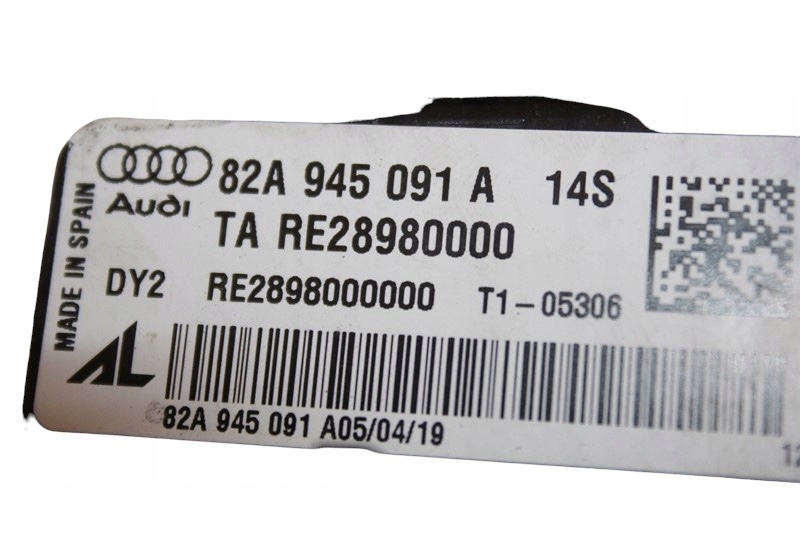 82A 945 091 A 14S
Audi
TA RE28980000
MADE IN SPAIN
DY2 RE2898000000 T1-05306
AL
82A 945 091 A05/04/19
12